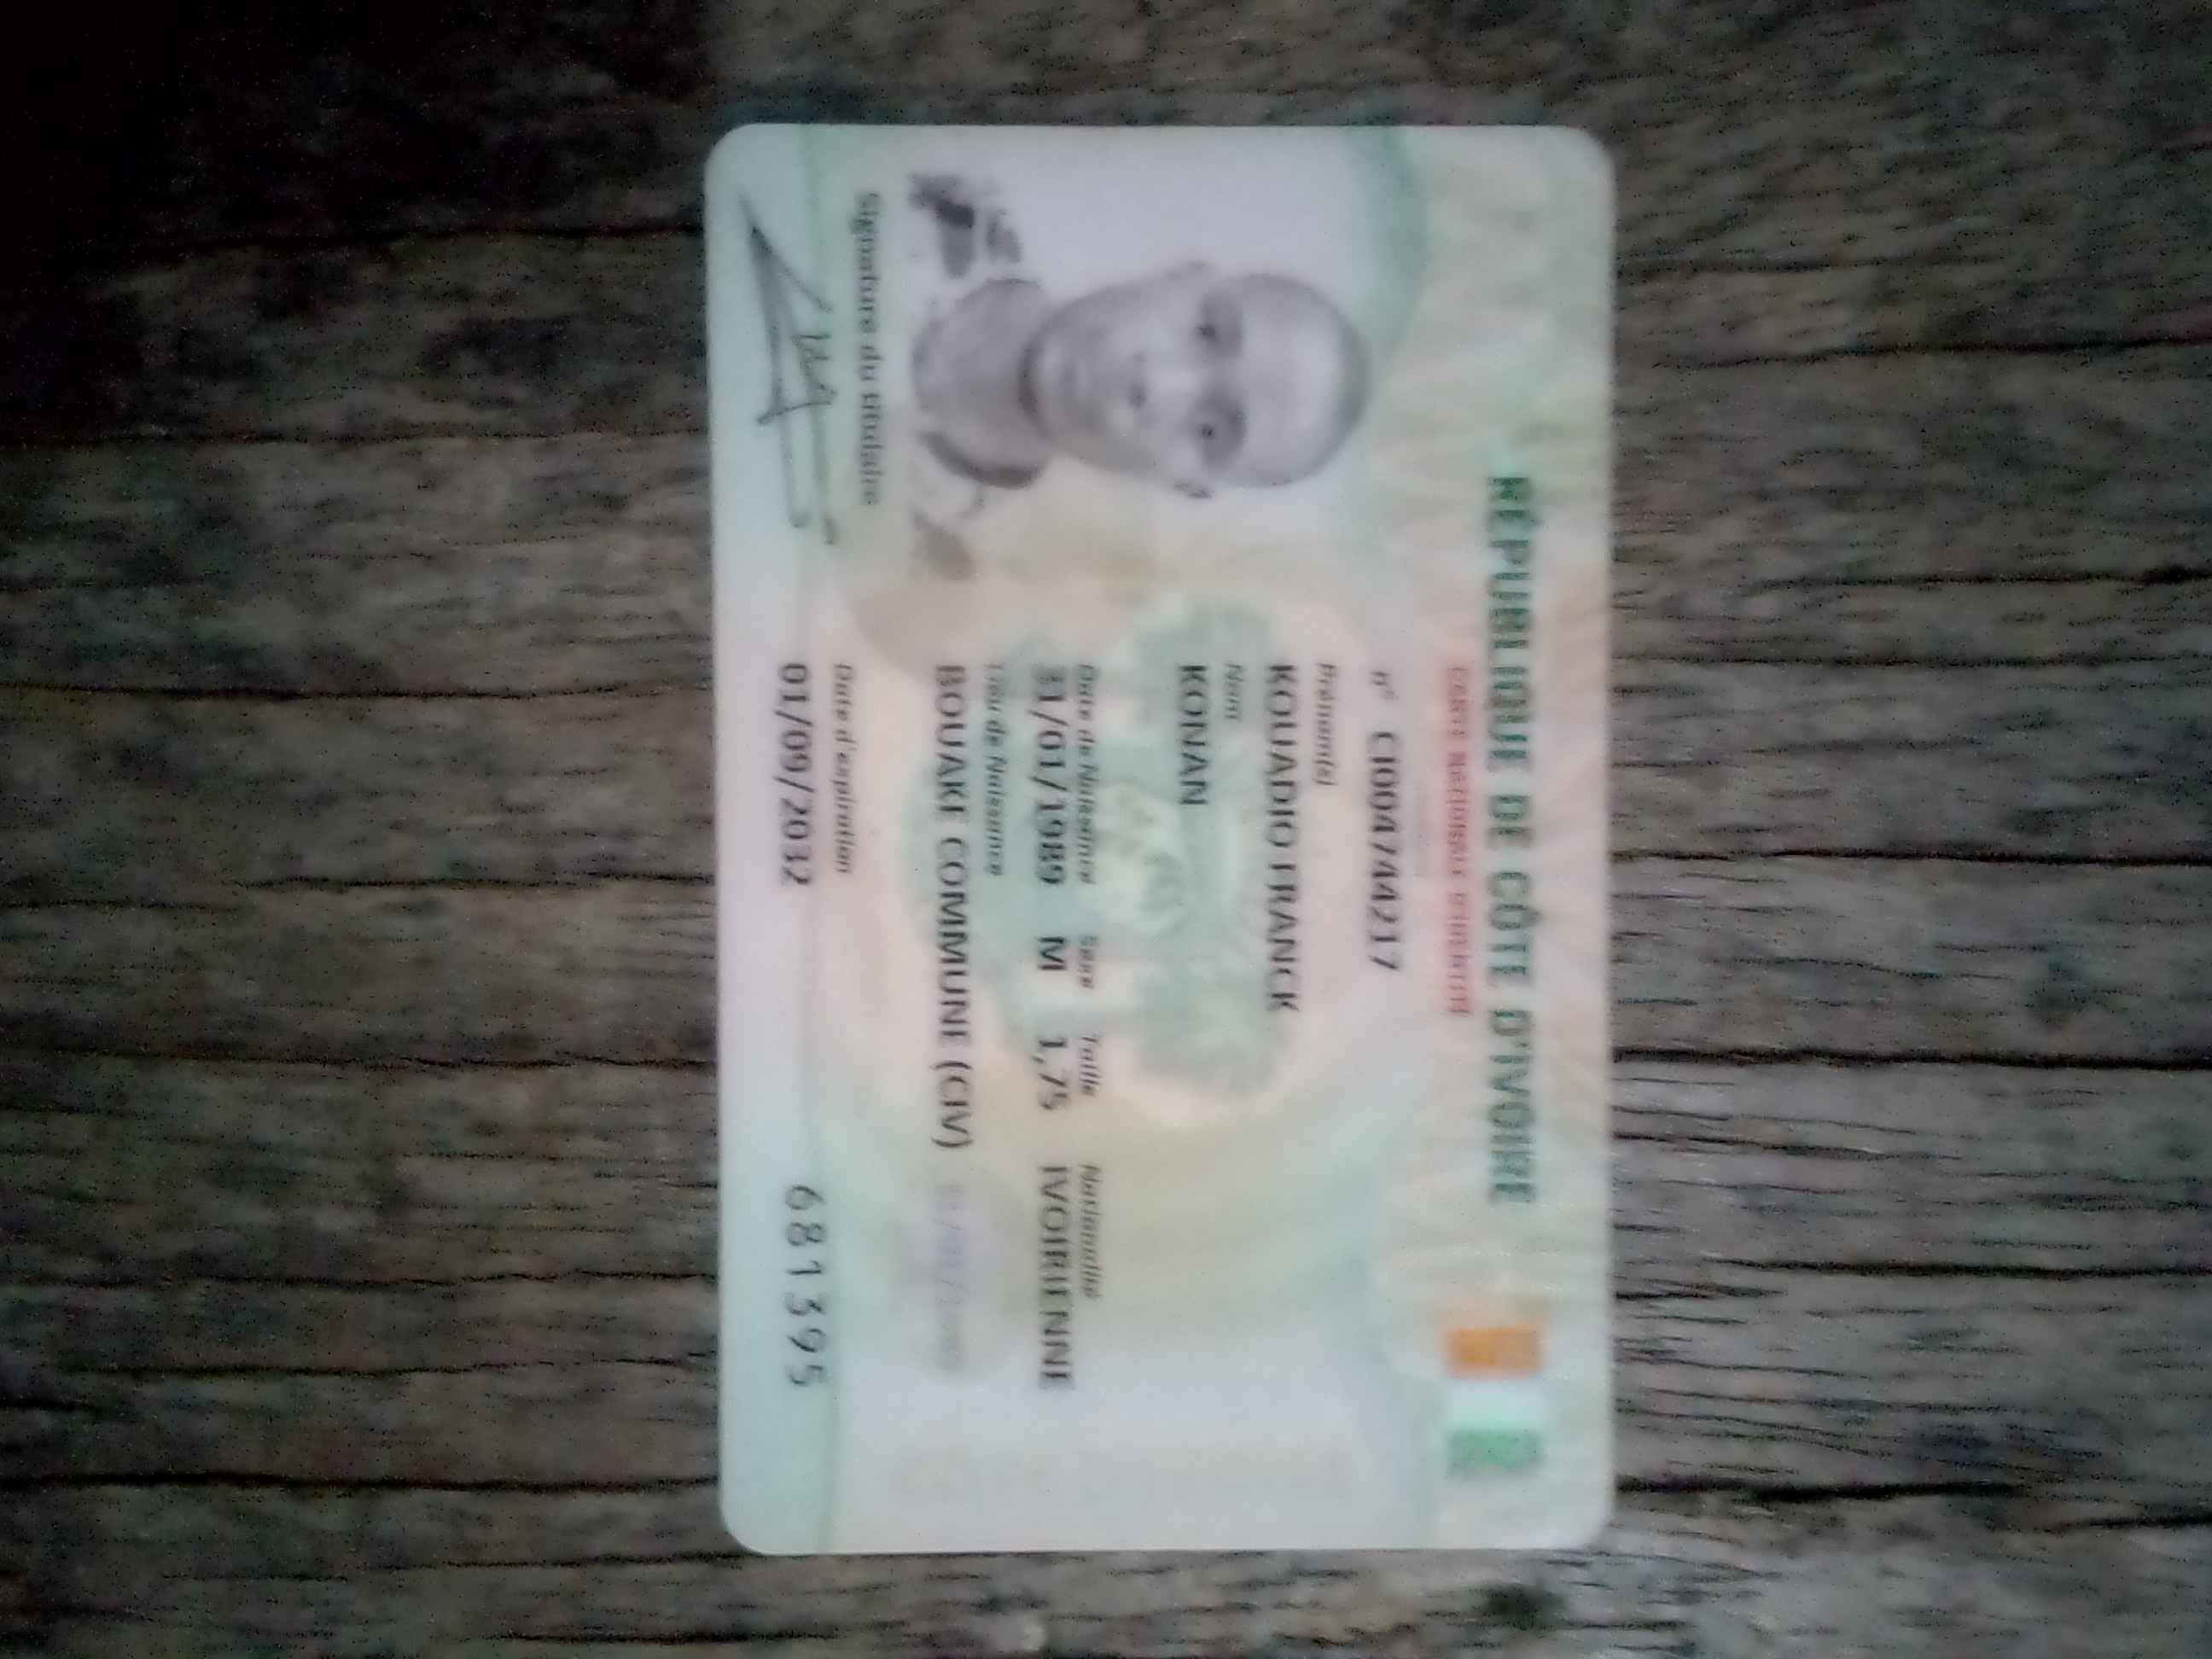 RÉPUBLIQUE DE CÔTE D'IVOIRE
CARTE NATIONALE D'IDENTITÉ
n° CI004744217
Prénom(s)
KOUADIO FRANCK
Nom
KONAN
Date de Naissance Sexe Taille Nationalité
31/01/1989 M 1,75 IVOIRIENNE
Lieu de Naissance
BOUAKE COMMUNE (CIV)
Signature du titulaire
Date d'expiration
01/09/2032
681395